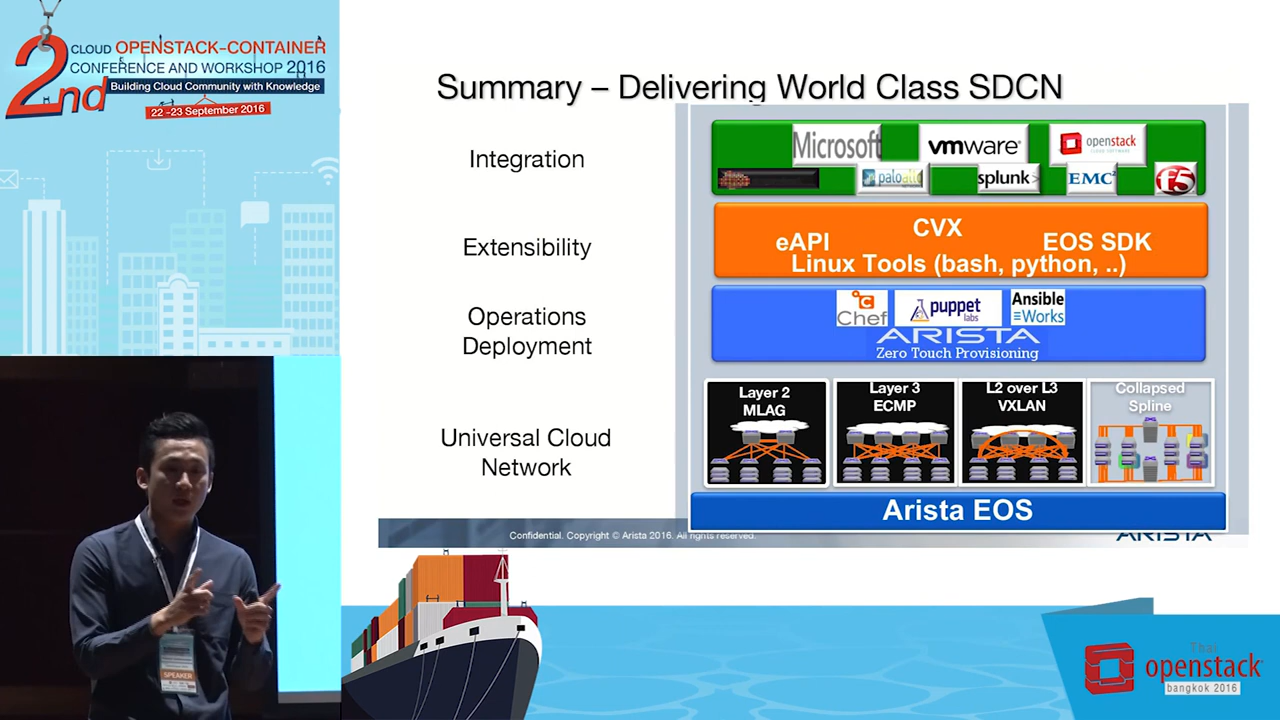 2nd
CLOUD OPENSTACK-CONTAINER
CONFERENCE AND WORKSHOP 2016
Building Cloud Community with Knowledge
22 -23 September 2016
Summary – Delivering World Class SDCN
Integration
Microsoft
vmware®
openstack
CLOUD SOFTWARE
paloalto
splunk>
EMC²
f5
Extensibility
CVX
eAPI
EOS SDK
Linux Tools (bash, python, ..)
Operations
Deployment
Chef
puppet
labs
Ansible
Works
ARISTA
Zero Touch Provisioning
Universal Cloud
Network
Layer 2
MLAG
Layer 3
ECMP
L2 over L3
VXLAN
Collapsed
Spline
Arista EOS
Confidential. Copyright © Arista 2016. All rights reserved.
ARISTA
SPEAKER
Thai
openstack
bangkok 2016